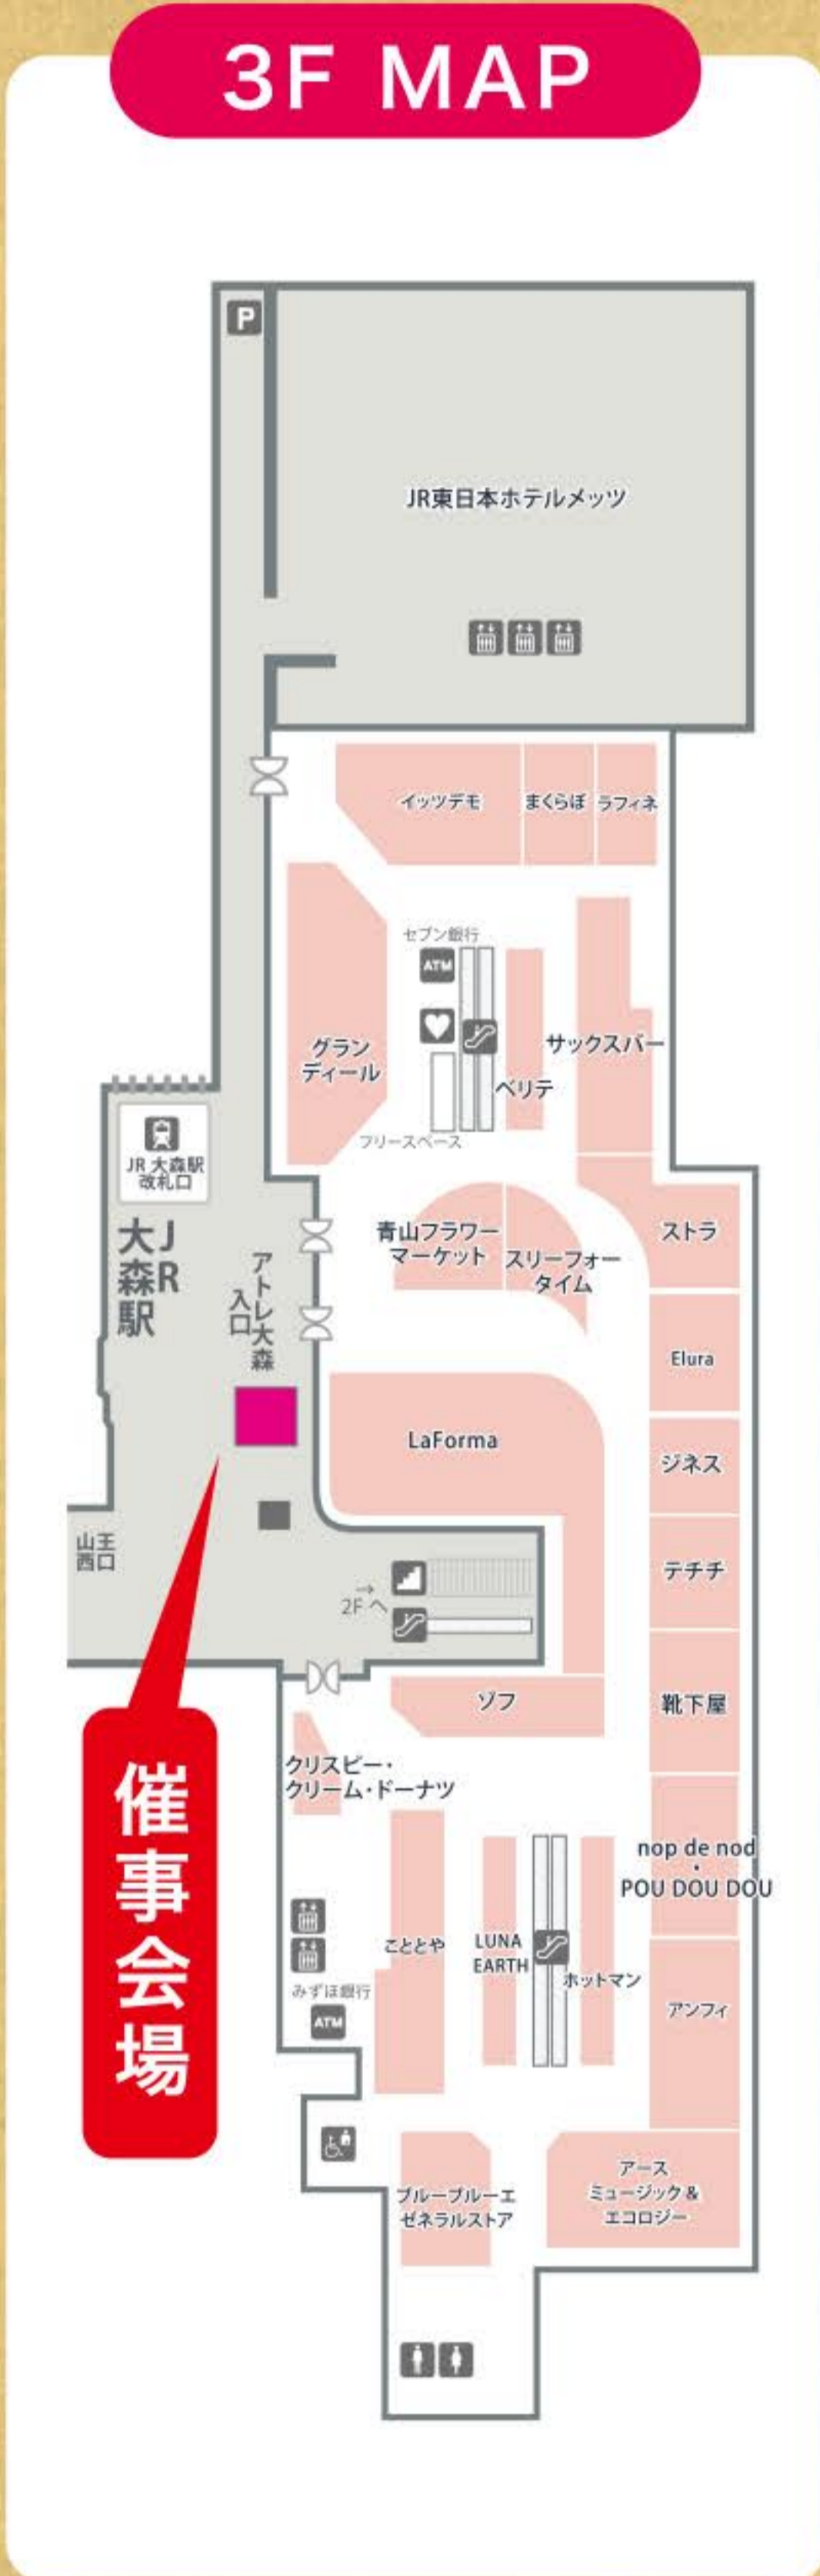 3F MAP
P
JR東日本ホテルメッツ
イッツデモ
まくらぼ
ラフィネ
セブン銀行
ATM
グラン
ディール
サックスバー
ベリテ
フリースペース
JR 大森駅
改札口
JR
大森駅
アトレ大森
入口
青山フラワー
マーケット
スリーフォー
タイム
ストラ
Elura
LaForma
ジネス
山王
西口
→
2F へ
テチチ
ゾフ
靴下屋
クリスピー・
クリーム・ドーナツ
催事会場
nop de nod
・
POU DOU DOU
こととや
LUNA
EARTH
ホットマン
みずほ銀行
ATM
アンフィ
ブルーブルーエ
ゼネラルストア
アース
ミュージック &
エコロジー